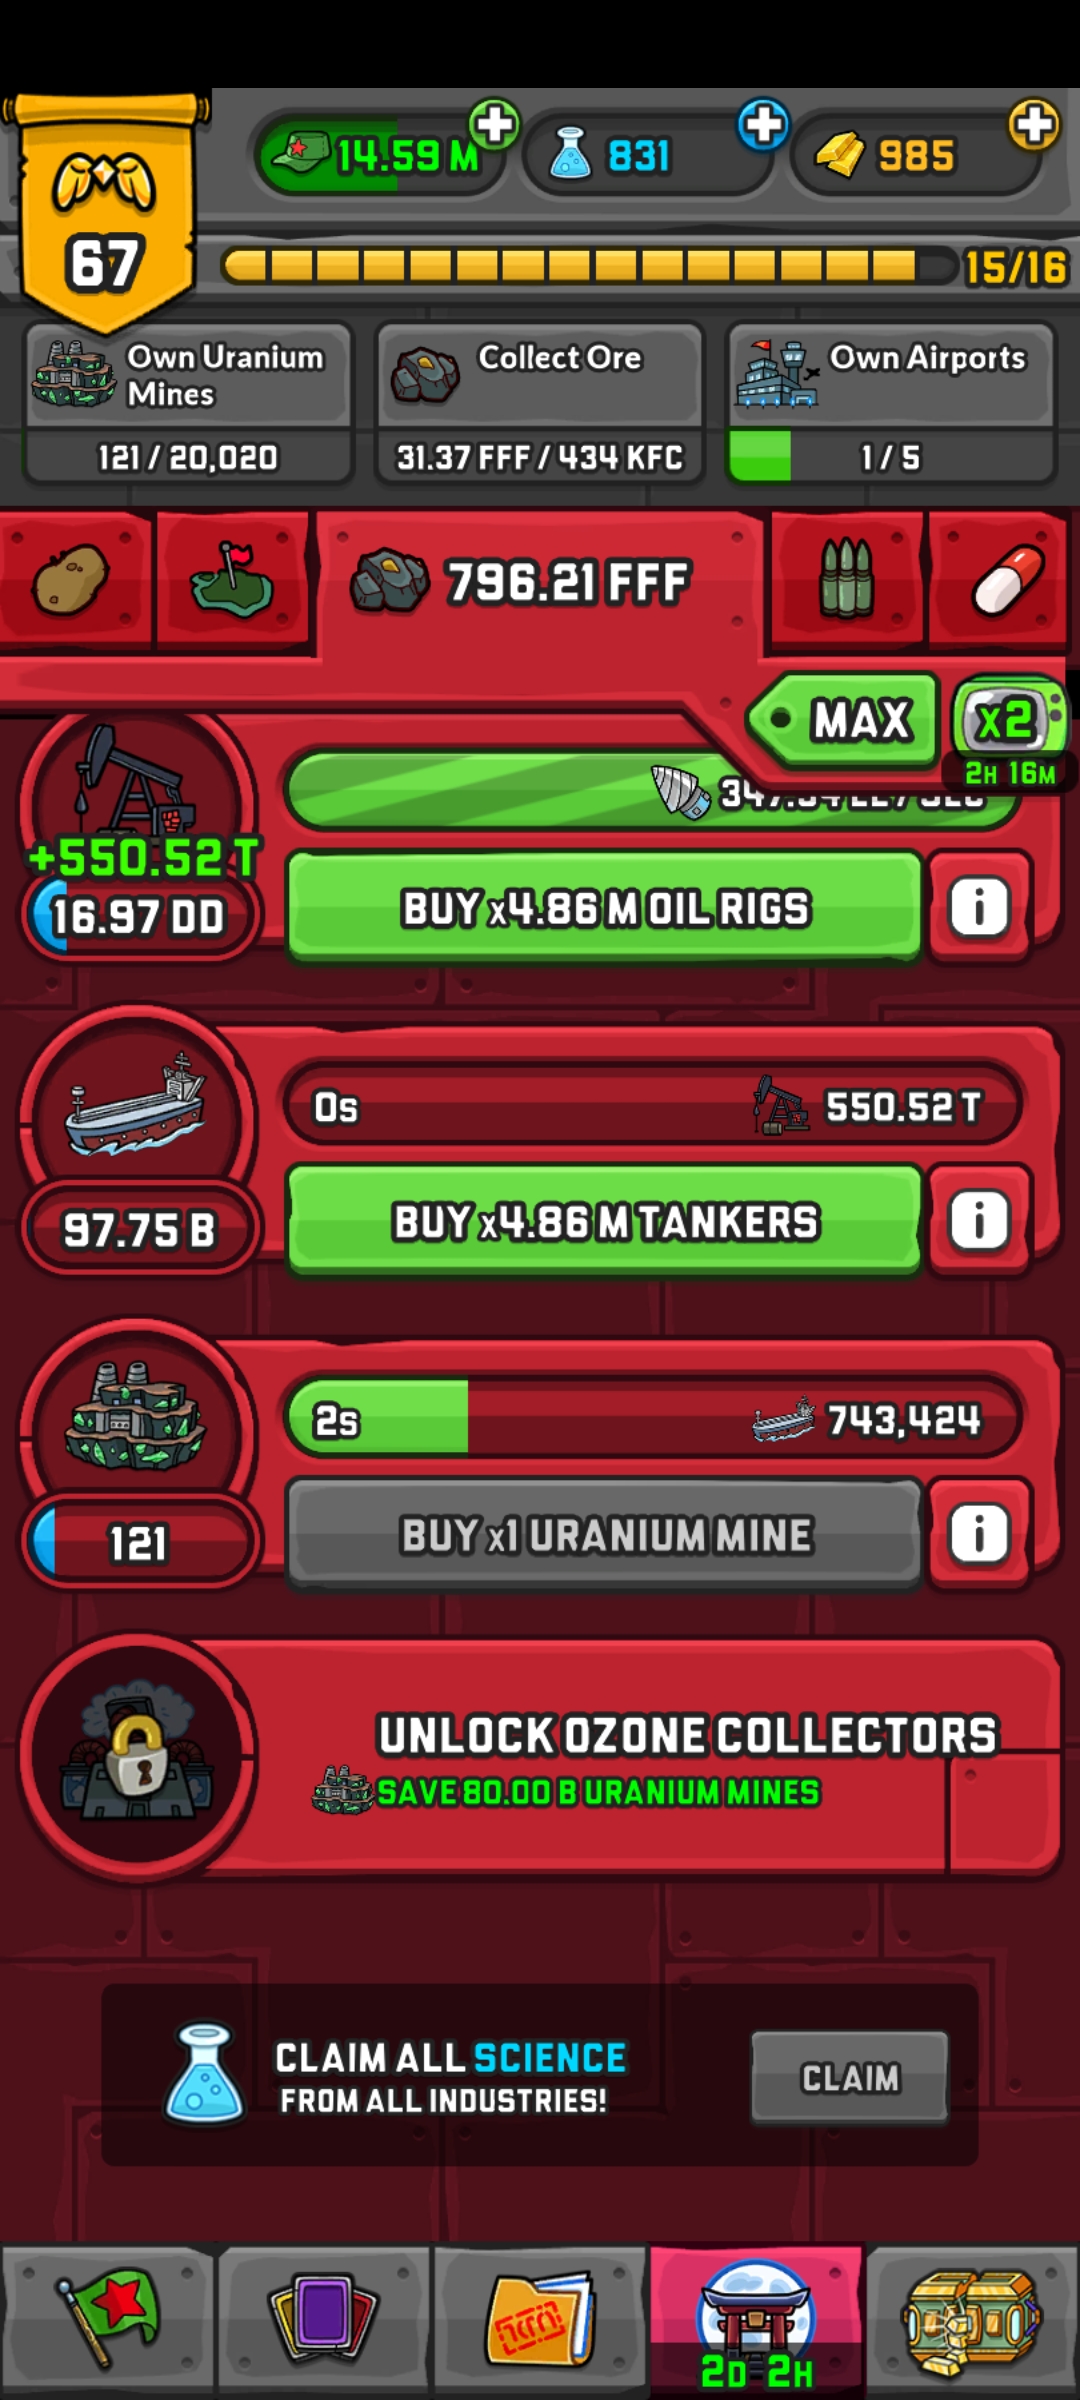 14.59 M
831
985
67
15/16
Own Uranium
Mines
121 / 20,020
Collect Ore
31.37 FFF / 434 KFC
Own Airports
1 / 5
796.21 FFF
MAX
X2
2H 16M
+550.52 T
16.97 DD
BUY x4.86 M OIL RIGS
i
0s
550.52 T
97.75 B
BUY x4.86 M TANKERS
i
2s
743,424
121
BUY x1 URANIUM MINE
i
UNLOCK OZONE COLLECTORS
SAVE 80.00 B URANIUM MINES
CLAIM ALL SCIENCE
FROM ALL INDUSTRIES!
CLAIM
2D 2H